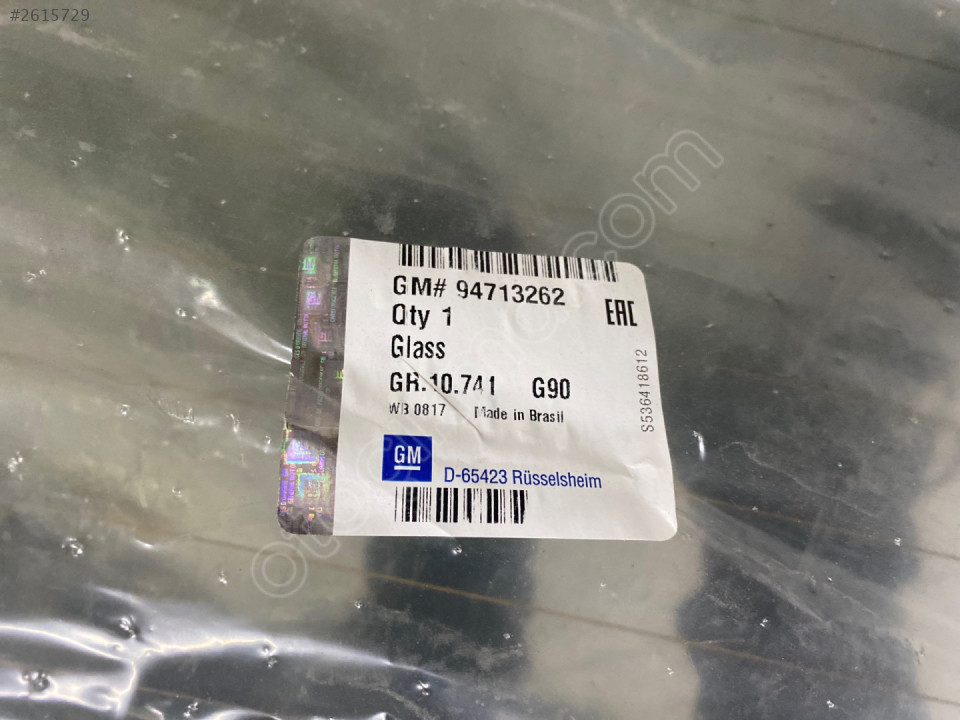 #2615729
GM# 94713262
Qty 1
EAC
Glass
GR.10.741 G90
WB 0817 Made in Brasil
S536418612
GM
D-65423 Rüsselsheim